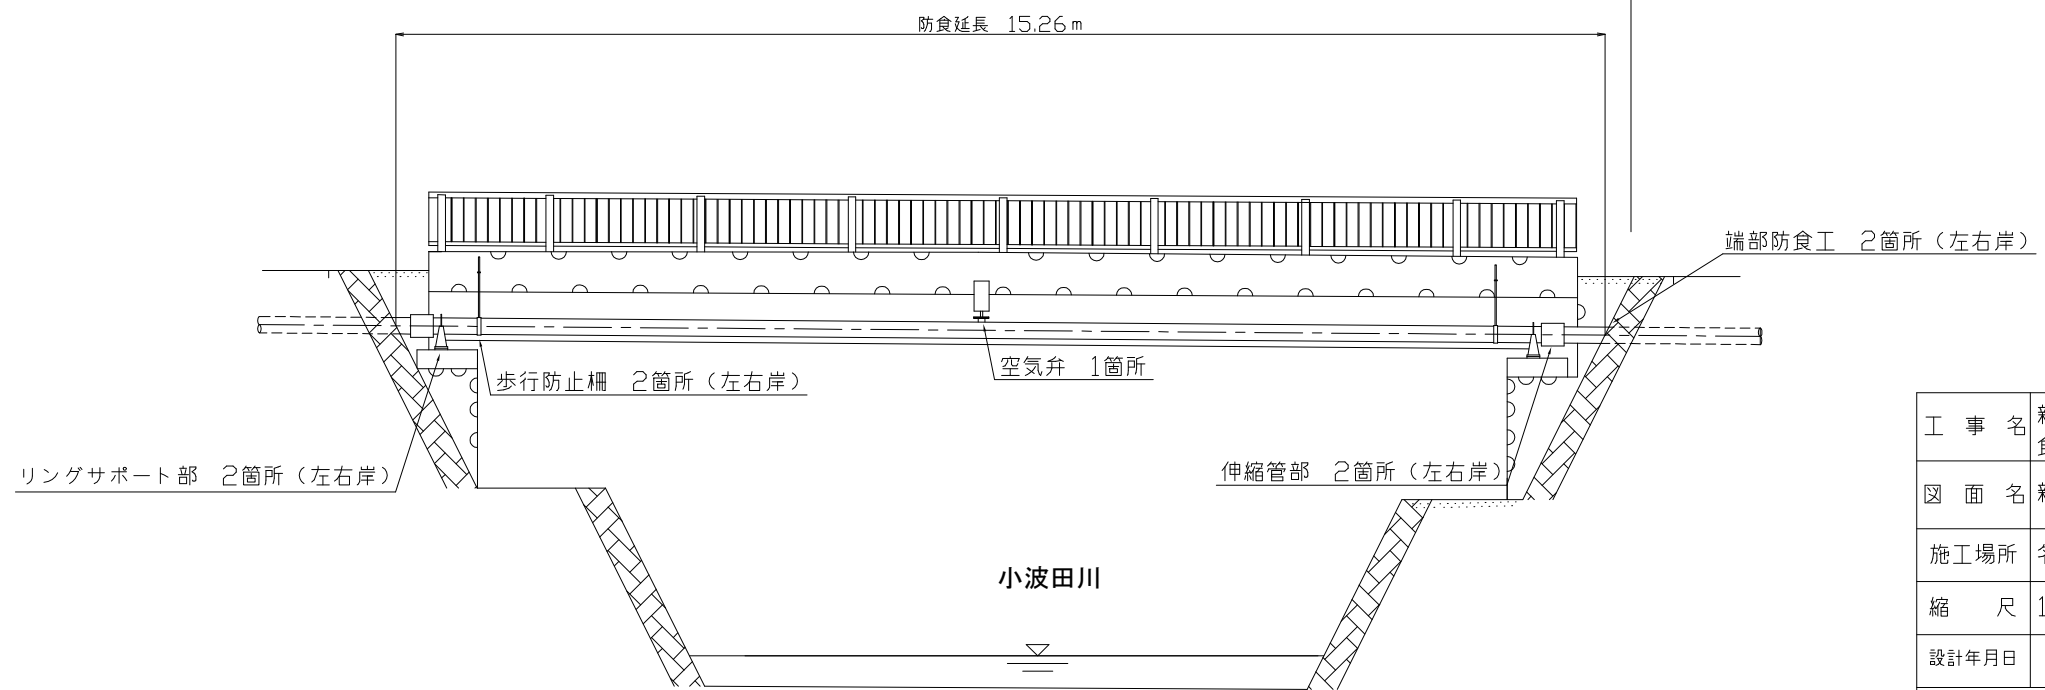 防食延長　15.26m
端部防食工　2箇所（左右岸）
空気弁　1箇所
歩行防止柵　2箇所（左右岸）
リングサポート部　2箇所（左右岸）
伸縮管部　2箇所（左右岸）
小波田川
工　事　名
図　面　名
施工場所
縮　　尺　1
設計年月日